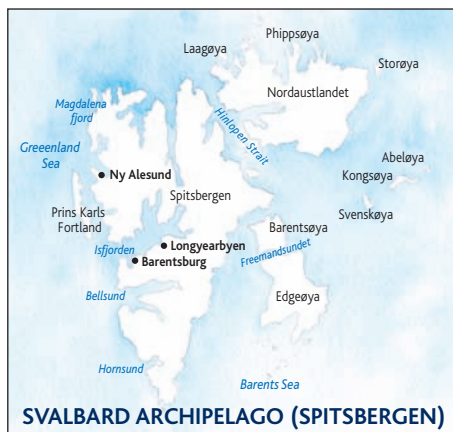 Phippsøya
Laagøya
Storøya
Nordaustlandet
Magdalena
fjord
Hinlopen Strait
Greeenland
Sea
Abeløya
Kongsøya
Ny Alesund
Spitsbergen
Svenskøya
Prins Karls
Fortland
Barentsøya
Longyearbyen
Isfjorden
Freemandsundet
Barentsburg
Bellsund
Edgeøya
Hornsund
Barents Sea
SVALBARD ARCHIPELAGO (SPITSBERGEN)